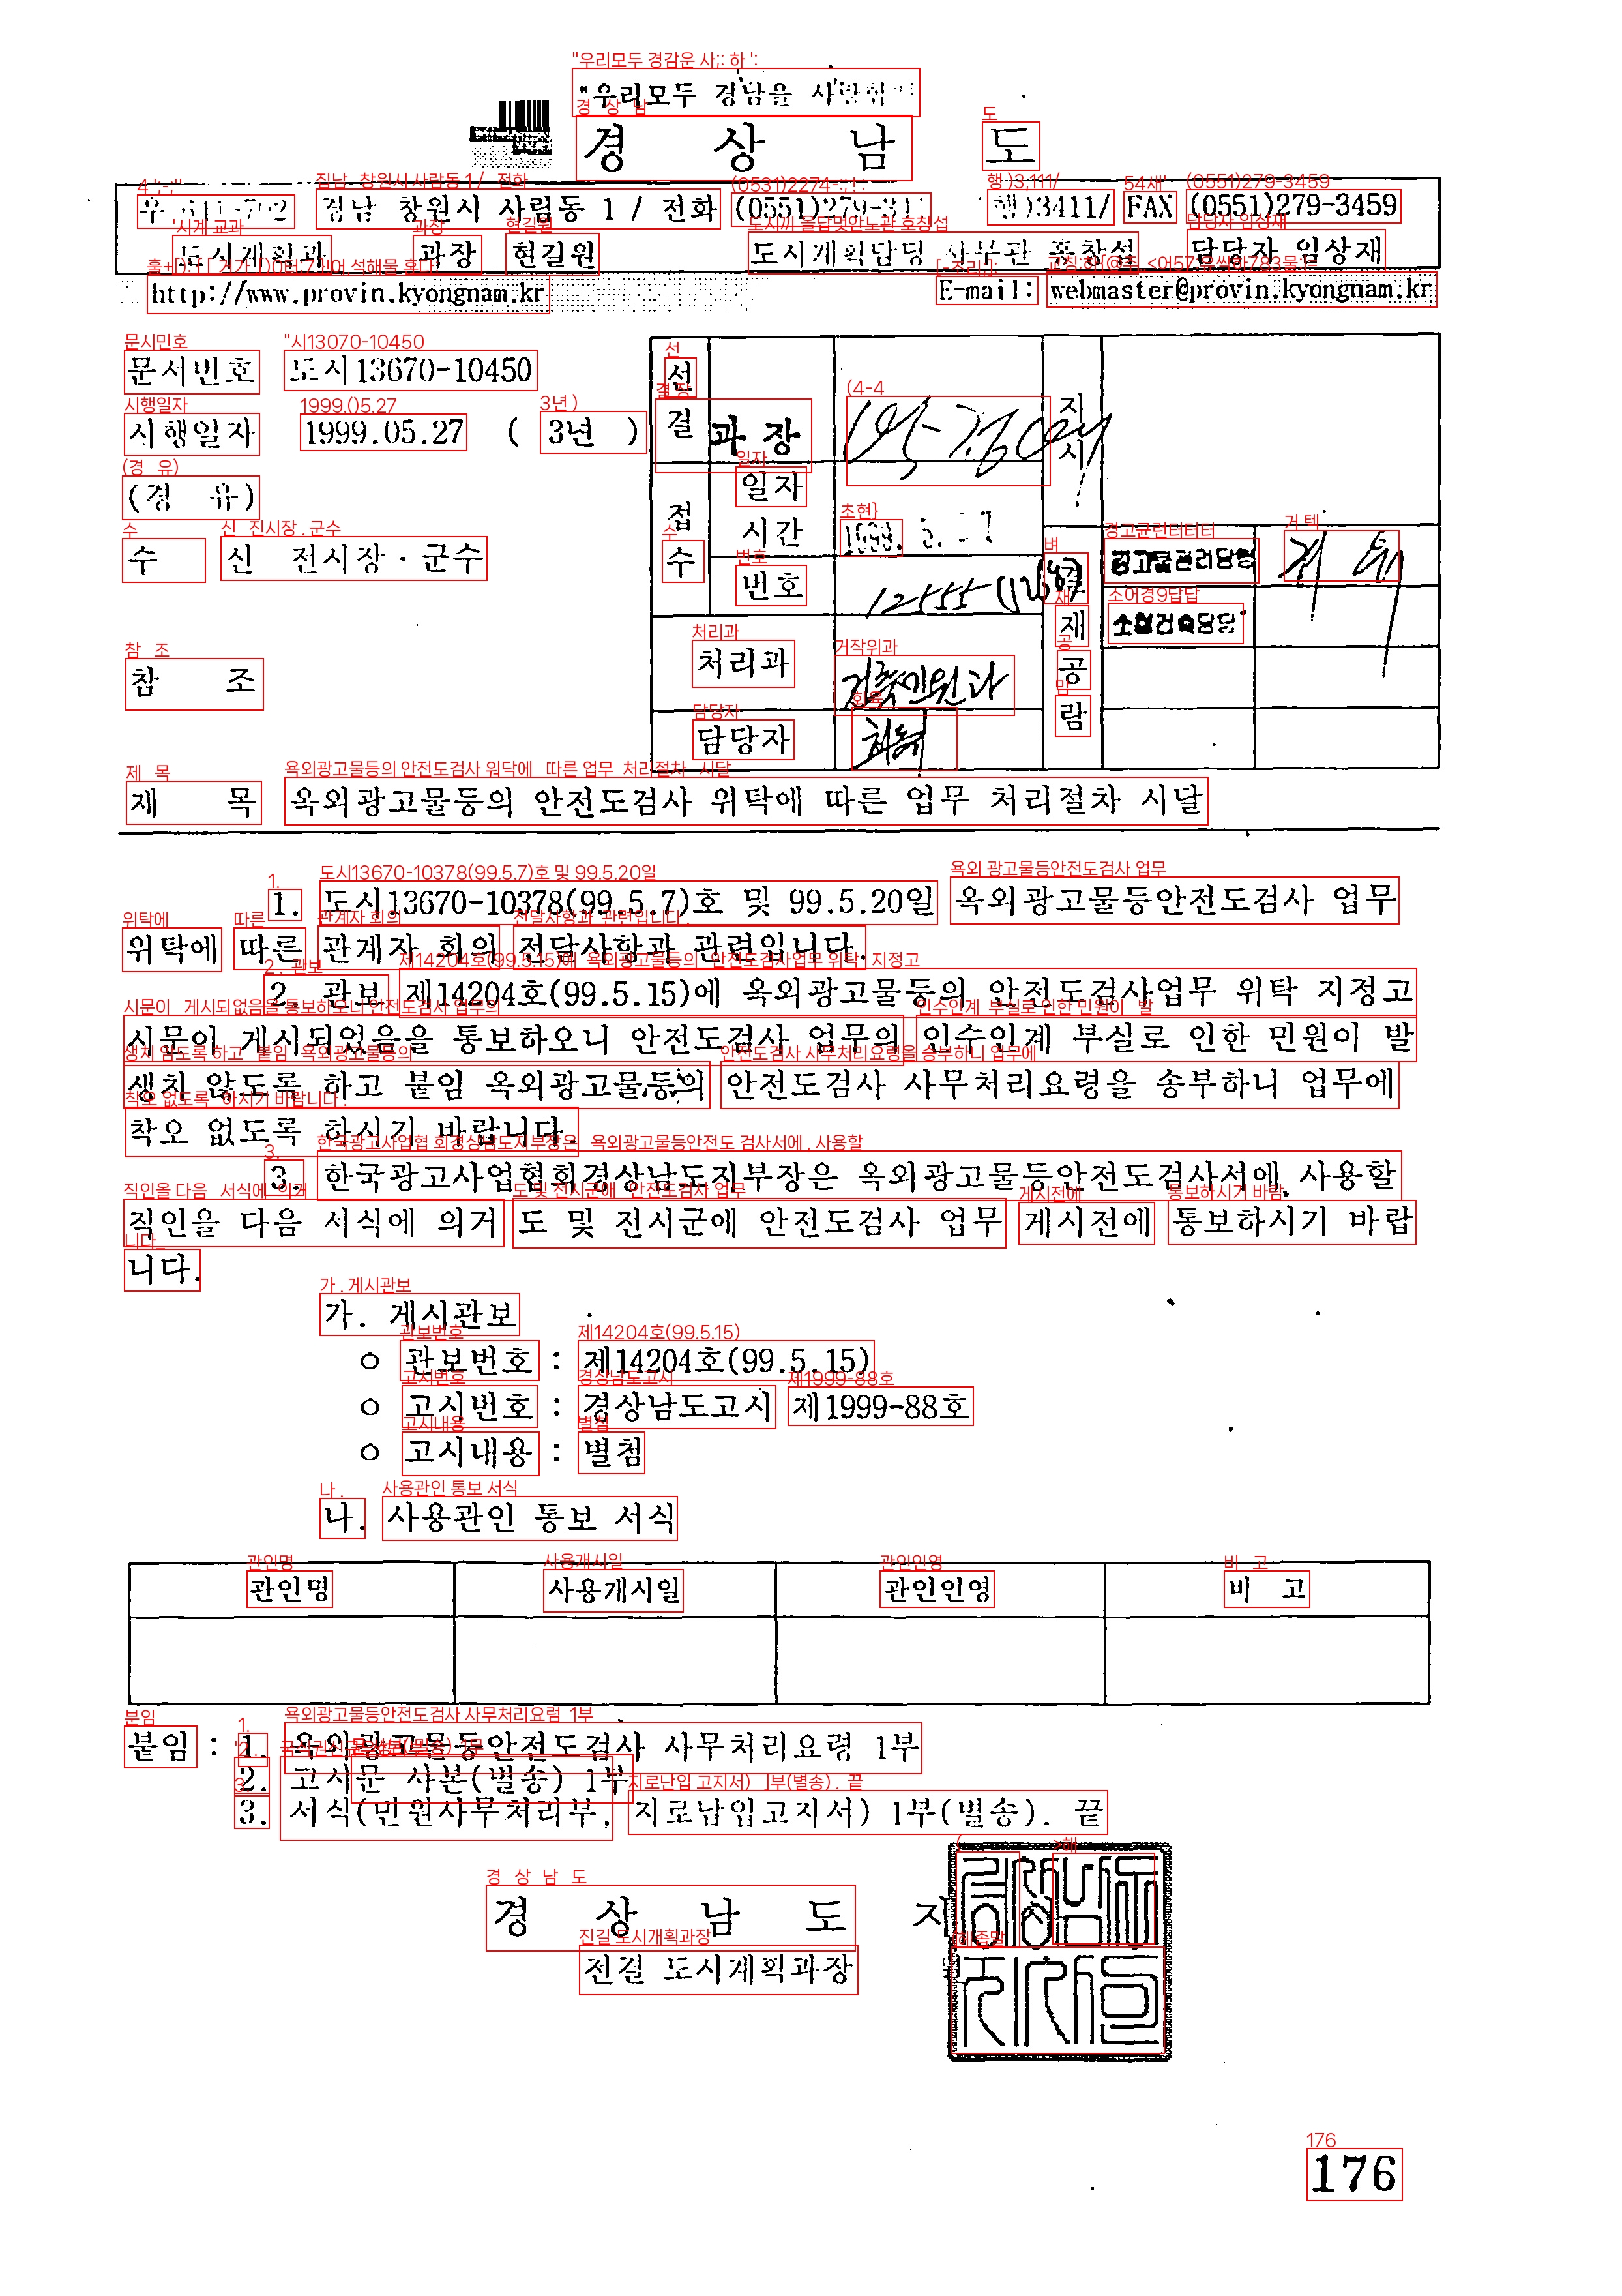 "우리모두 경남을
경 상 남 도
경남 창원시 사림동 1 / 전화 (0551)279- 행)3411/ FAX (0551)279-3459
도시계획과 과장 현길원 도시계획담당 사무관 홍창섭 담당자 임상재
http://www.provin.kyongnam.kr E-mail: webmaster@provin.kyongnam.kr
문서번호 도시13670-10450
시행일자 1999.05.27 ( 3년 )
(경 유)
수 신 전시장·군수
참 조
선결 과장 지시
접수 일자 시간 1999.
번호 12555
결재 공람
광고물관리담당
처리과 건축민원과
담당자
제 목 옥외광고물등의 안전도검사 위탁에 따른 업무 처리절차 시달
1. 도시13670-10378(99.5.7)호 및 99.5.20일 옥외광고물등안전도검사 업무
위탁에 따른 관계자 회의 전달사항과 관련입니다.
2. 관보 제14204호(99.5.15)에 옥외광고물등의 안전도검사업무 위탁 지정고
시문이 게시되었음을 통보하오니 안전도검사 업무의 인수인계 부실로 인한 민원이 발
생치 않도록 하고 붙임 옥외광고물등의 안전도검사 사무처리요령을 송부하니 업무에
착오 없도록 하시기 바랍니다.
3. 한국광고사업협회경상남도지부장은 옥외광고물등안전도검사서에 사용할
직인을 다음 서식에 의거 도 및 전시군에 안전도검사 업무 게시전에 통보하시기 바랍
니다.
가. 게시관보
○ 관보번호 : 제14204호(99.5.15)
○ 고시번호 : 경상남도고시 제1999-88호
○ 고시내용 : 별첨
나. 사용관인 통보 서식
관인명 사용개시일 관인인영 비 고
붙임 : 1. 옥외광고물등안전도검사 사무처리요령 1부
2. 고시문 사본(별송) 1부
3. 서식(민원사무처리부, 지로납입고지서) 1부(별송). 끝
경 상 남 도 지
전결 도시계획과장
176